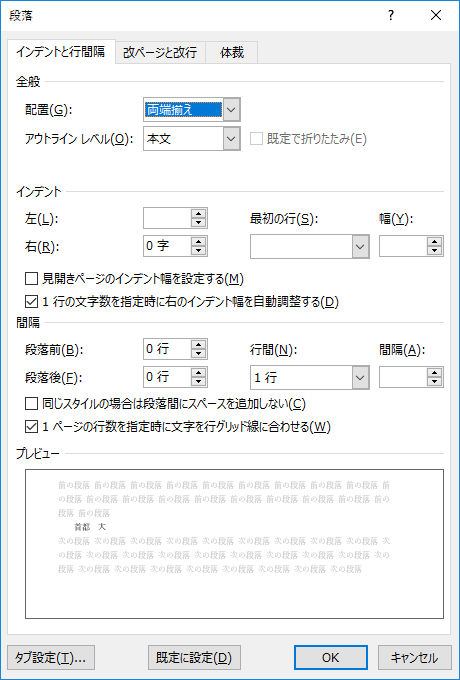 段落
?
インデントと行間隔 改ページと改行 体裁
全般
配置(G): 両端揃え
アウトライン レベル(O): 本文 既定で折りたたみ(E)
インデント
左(L): 最初の行(S): 幅(Y):
右(R): 0 字
見開きページのインデント幅を設定する(M)
1 行の文字数を指定時に右のインデント幅を自動調整する(D)
間隔
段落前(B): 0 行 行間(N): 間隔(A):
段落後(F): 0 行 1 行
同じスタイルの場合は段落間にスペースを追加しない(C)
1 ページの行数を指定時に文字を行グリッド線に合わせる(W)
プレビュー
前の段落 前の段落 前の段落 前の段落 前の段落 前の段落 前の段落 前の段落 前の段落 前
の段落 前の段落 前の段落 前の段落 前の段落 前の段落 前の段落 前の段落 前の段落 前の
段落 前の段落
首都 大
次の段落 次の段落 次の段落 次の段落 次の段落 次の段落 次の段落 次の段落 次の段落 次
の段落 次の段落 次の段落 次の段落 次の段落 次の段落 次の段落 次の段落 次の段落 次の
段落 次の段落 次の段落 次の段落 次の段落 次の段落 次の段落 次の段落 次の段落
タブ設定(T)... 既定に設定(D) OK キャンセル